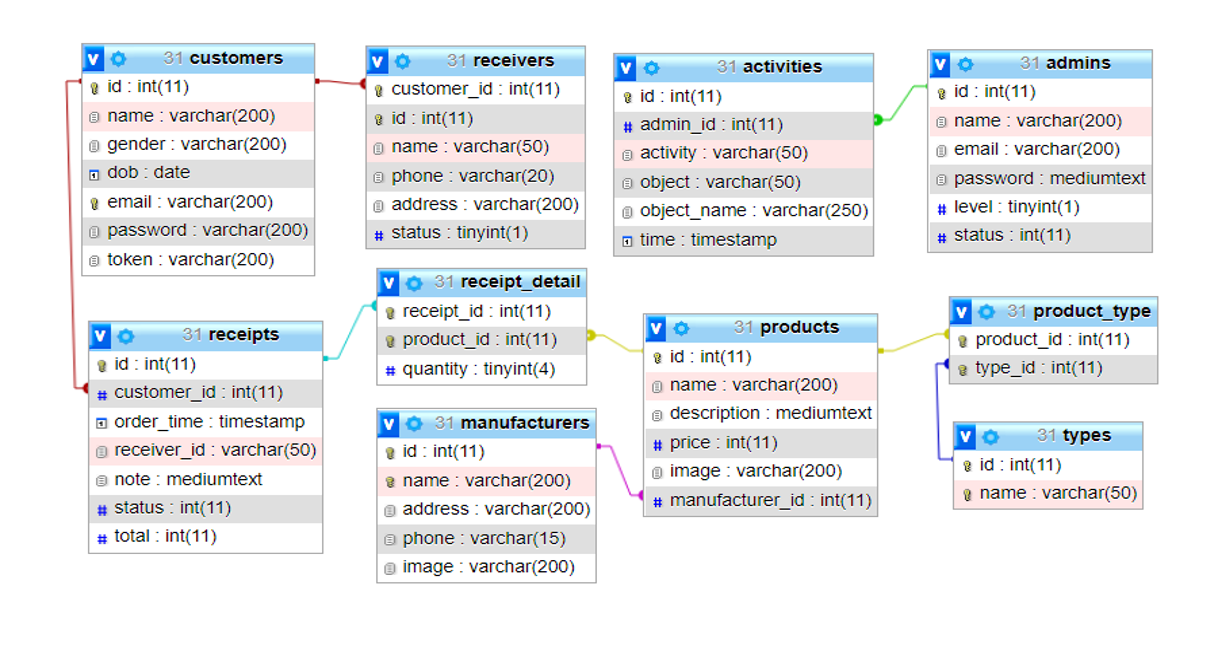 v 31 customers
id : int(11)
name : varchar(200)
gender : varchar(200)
dob : date
email : varchar(200)
password : varchar(200)
token : varchar(200)
v 31 receivers
customer_id : int(11)
id : int(11)
name : varchar(50)
phone : varchar(20)
address : varchar(200)
# status : tinyint(1)
v 31 activities
id : int(11)
# admin_id : int(11)
activity : varchar(50)
object : varchar(50)
object_name : varchar(250)
time : timestamp
v 31 admins
id : int(11)
name : varchar(200)
email : varchar(200)
password : mediumtext
# level : tinyint(1)
# status : int(11)
v 31 receipts
id : int(11)
# customer_id : int(11)
order_time : timestamp
receiver_id : varchar(50)
note : mediumtext
# status : int(11)
# total : int(11)
v 31 receipt_detail
receipt_id : int(11)
product_id : int(11)
# quantity : tinyint(4)
v 31 manufacturers
id : int(11)
name : varchar(200)
address : varchar(200)
phone : varchar(15)
image : varchar(200)
v 31 products
id : int(11)
name : varchar(200)
description : mediumtext
# price : int(11)
image : varchar(200)
# manufacturer_id : int(11)
v 31 product_type
product_id : int(11)
type_id : int(11)
v 31 types
id : int(11)
name : varchar(50)